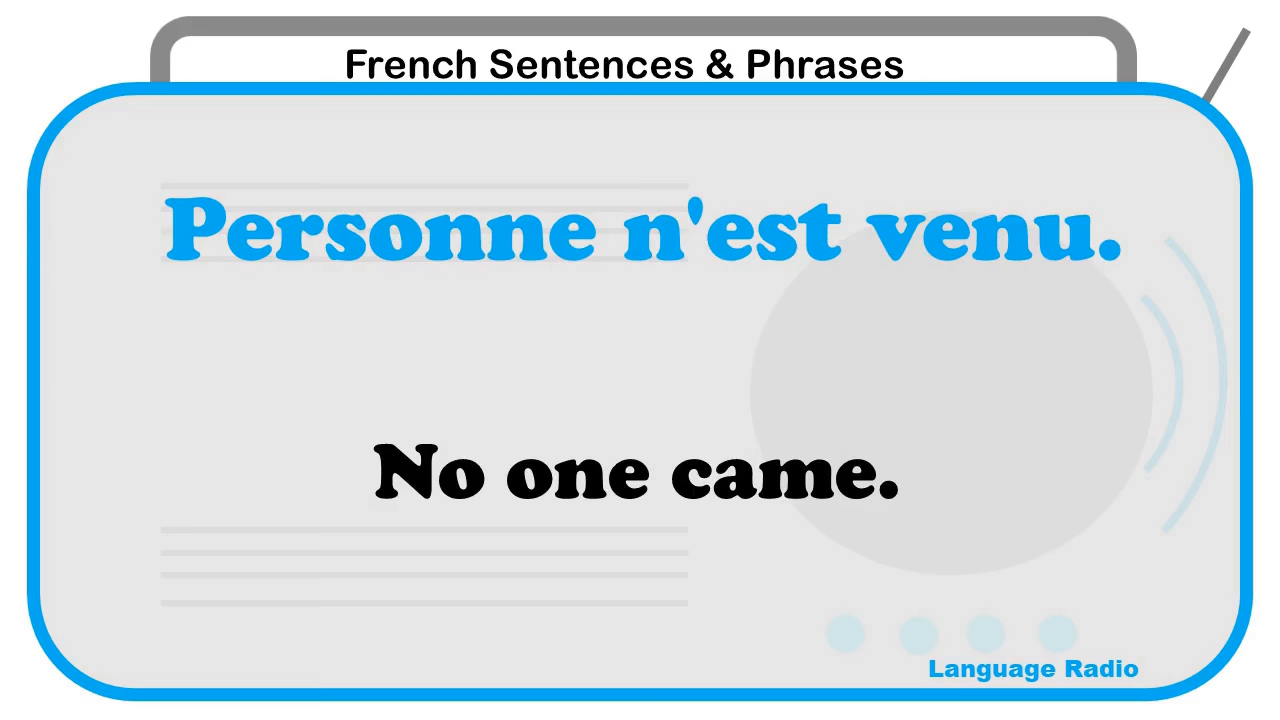 French Sentences & Phrases
Personne n'est venu.
No one came.
Language Radio